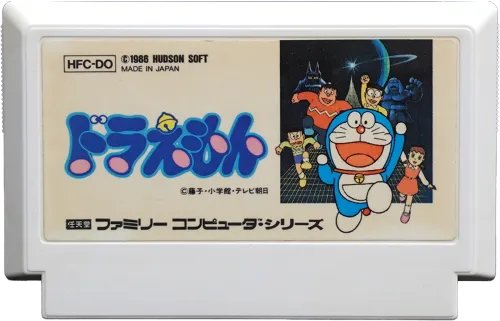 HFC-DO
©1986 HUDSON SOFT
MADE IN JAPAN
ドラえもん
©藤子・小学館・テレビ朝日
任天堂 ファミリー コンピュータ・シリーズ